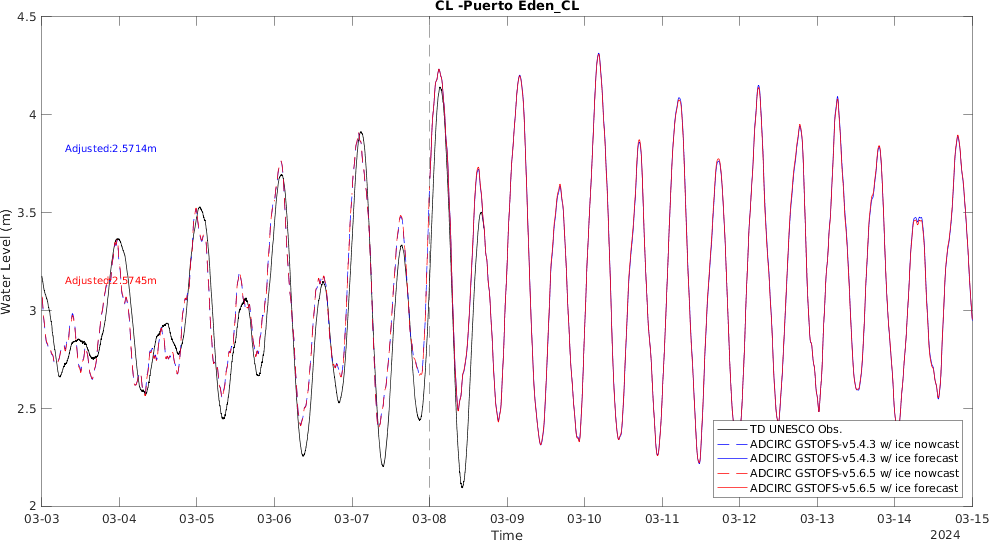 CL -Puerto Eden_CL
4.5
4
3.5
3
2.5
2
Water Level (m)
Adjusted:2.5714m
Adjusted:2.5745m
TD UNESCO Obs.
ADCIRC GSTOFS-v5.4.3 w/ ice nowcast
ADCIRC GSTOFS-v5.4.3 w/ ice forecast
ADCIRC GSTOFS-v5.6.5 w/ ice nowcast
ADCIRC GSTOFS-v5.6.5 w/ ice forecast
03-03 03-04 03-05 03-06 03-07 03-08 03-09 03-10 03-11 03-12 03-13 03-14 03-15
Time
2024